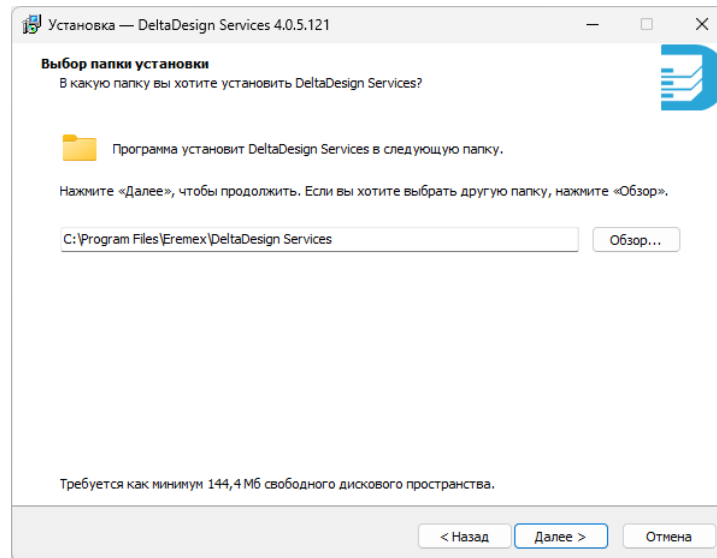 Установка — DeltaDesign Services 4.0.5.121
Выбор папки установки
В какую папку вы хотите установить DeltaDesign Services?
Программа установит DeltaDesign Services в следующую папку.
Нажмите «Далее», чтобы продолжить. Если вы хотите выбрать другую папку, нажмите «Обзор».
C:\Program Files\Eremex\DeltaDesign Services
Обзор...
Требуется как минимум 144,4 Мб свободного дискового пространства.
< Назад
Далее >
Отмена